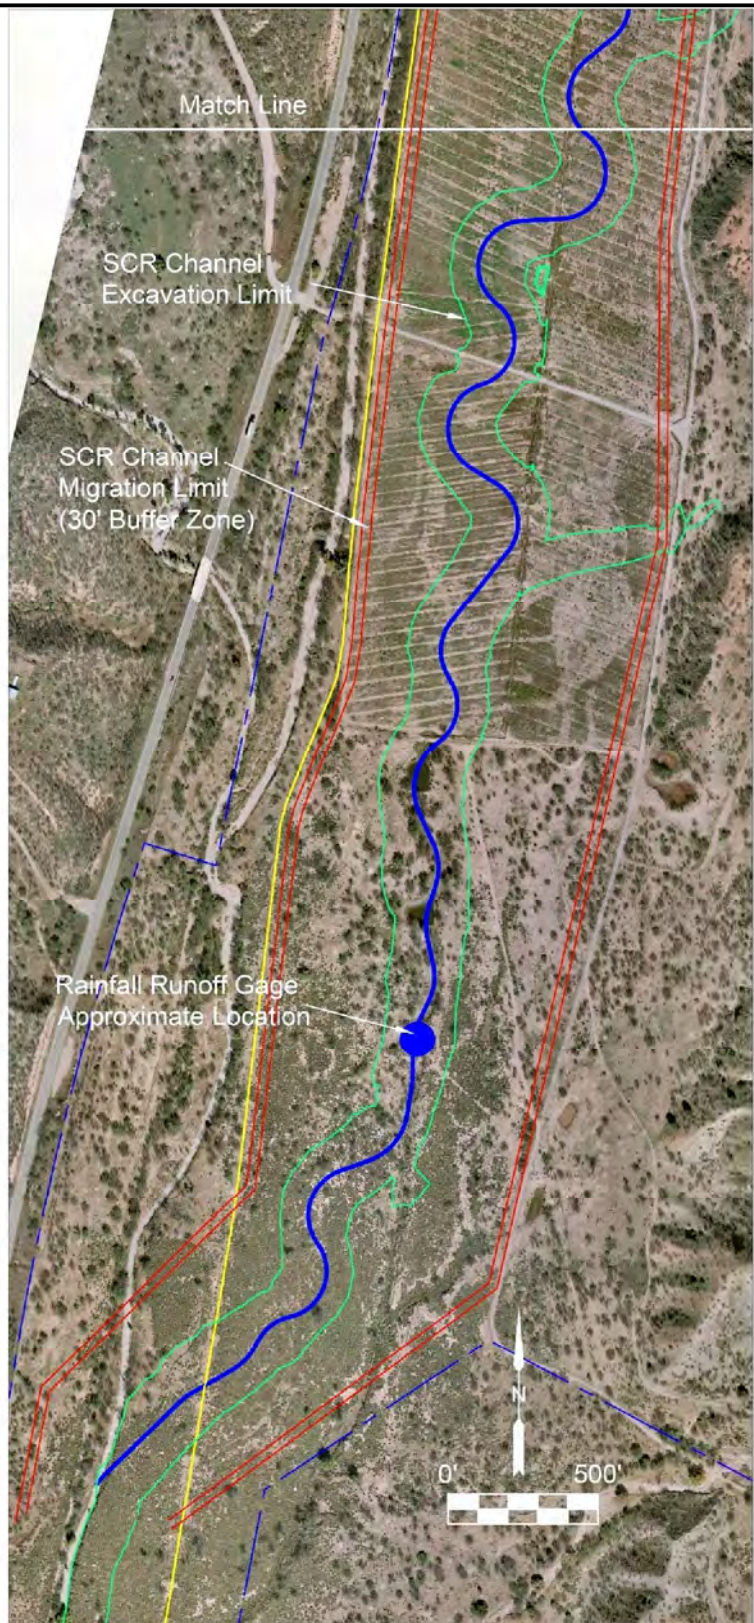 Match Line
SCR Channel
Excavation Limit
SCR Channel
Migration Limit
(30' Buffer Zone)
Rainfall Runoff Gage
Approximate Location
N
0' 500'